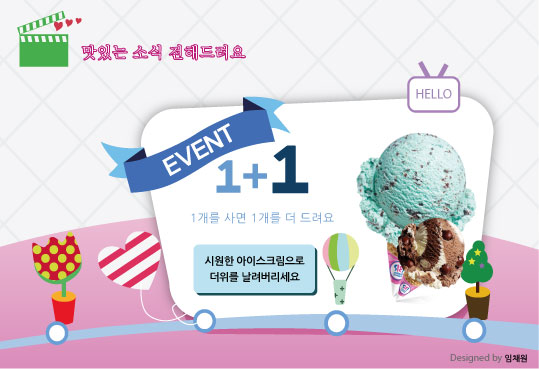 맛있는 소식 전해드려요
HELLO
EVENT
1+1
1개를 사면 1개를 더 드려요
시원한 아이스크림으로
더위를 날려버리세요
Designed by 임채원